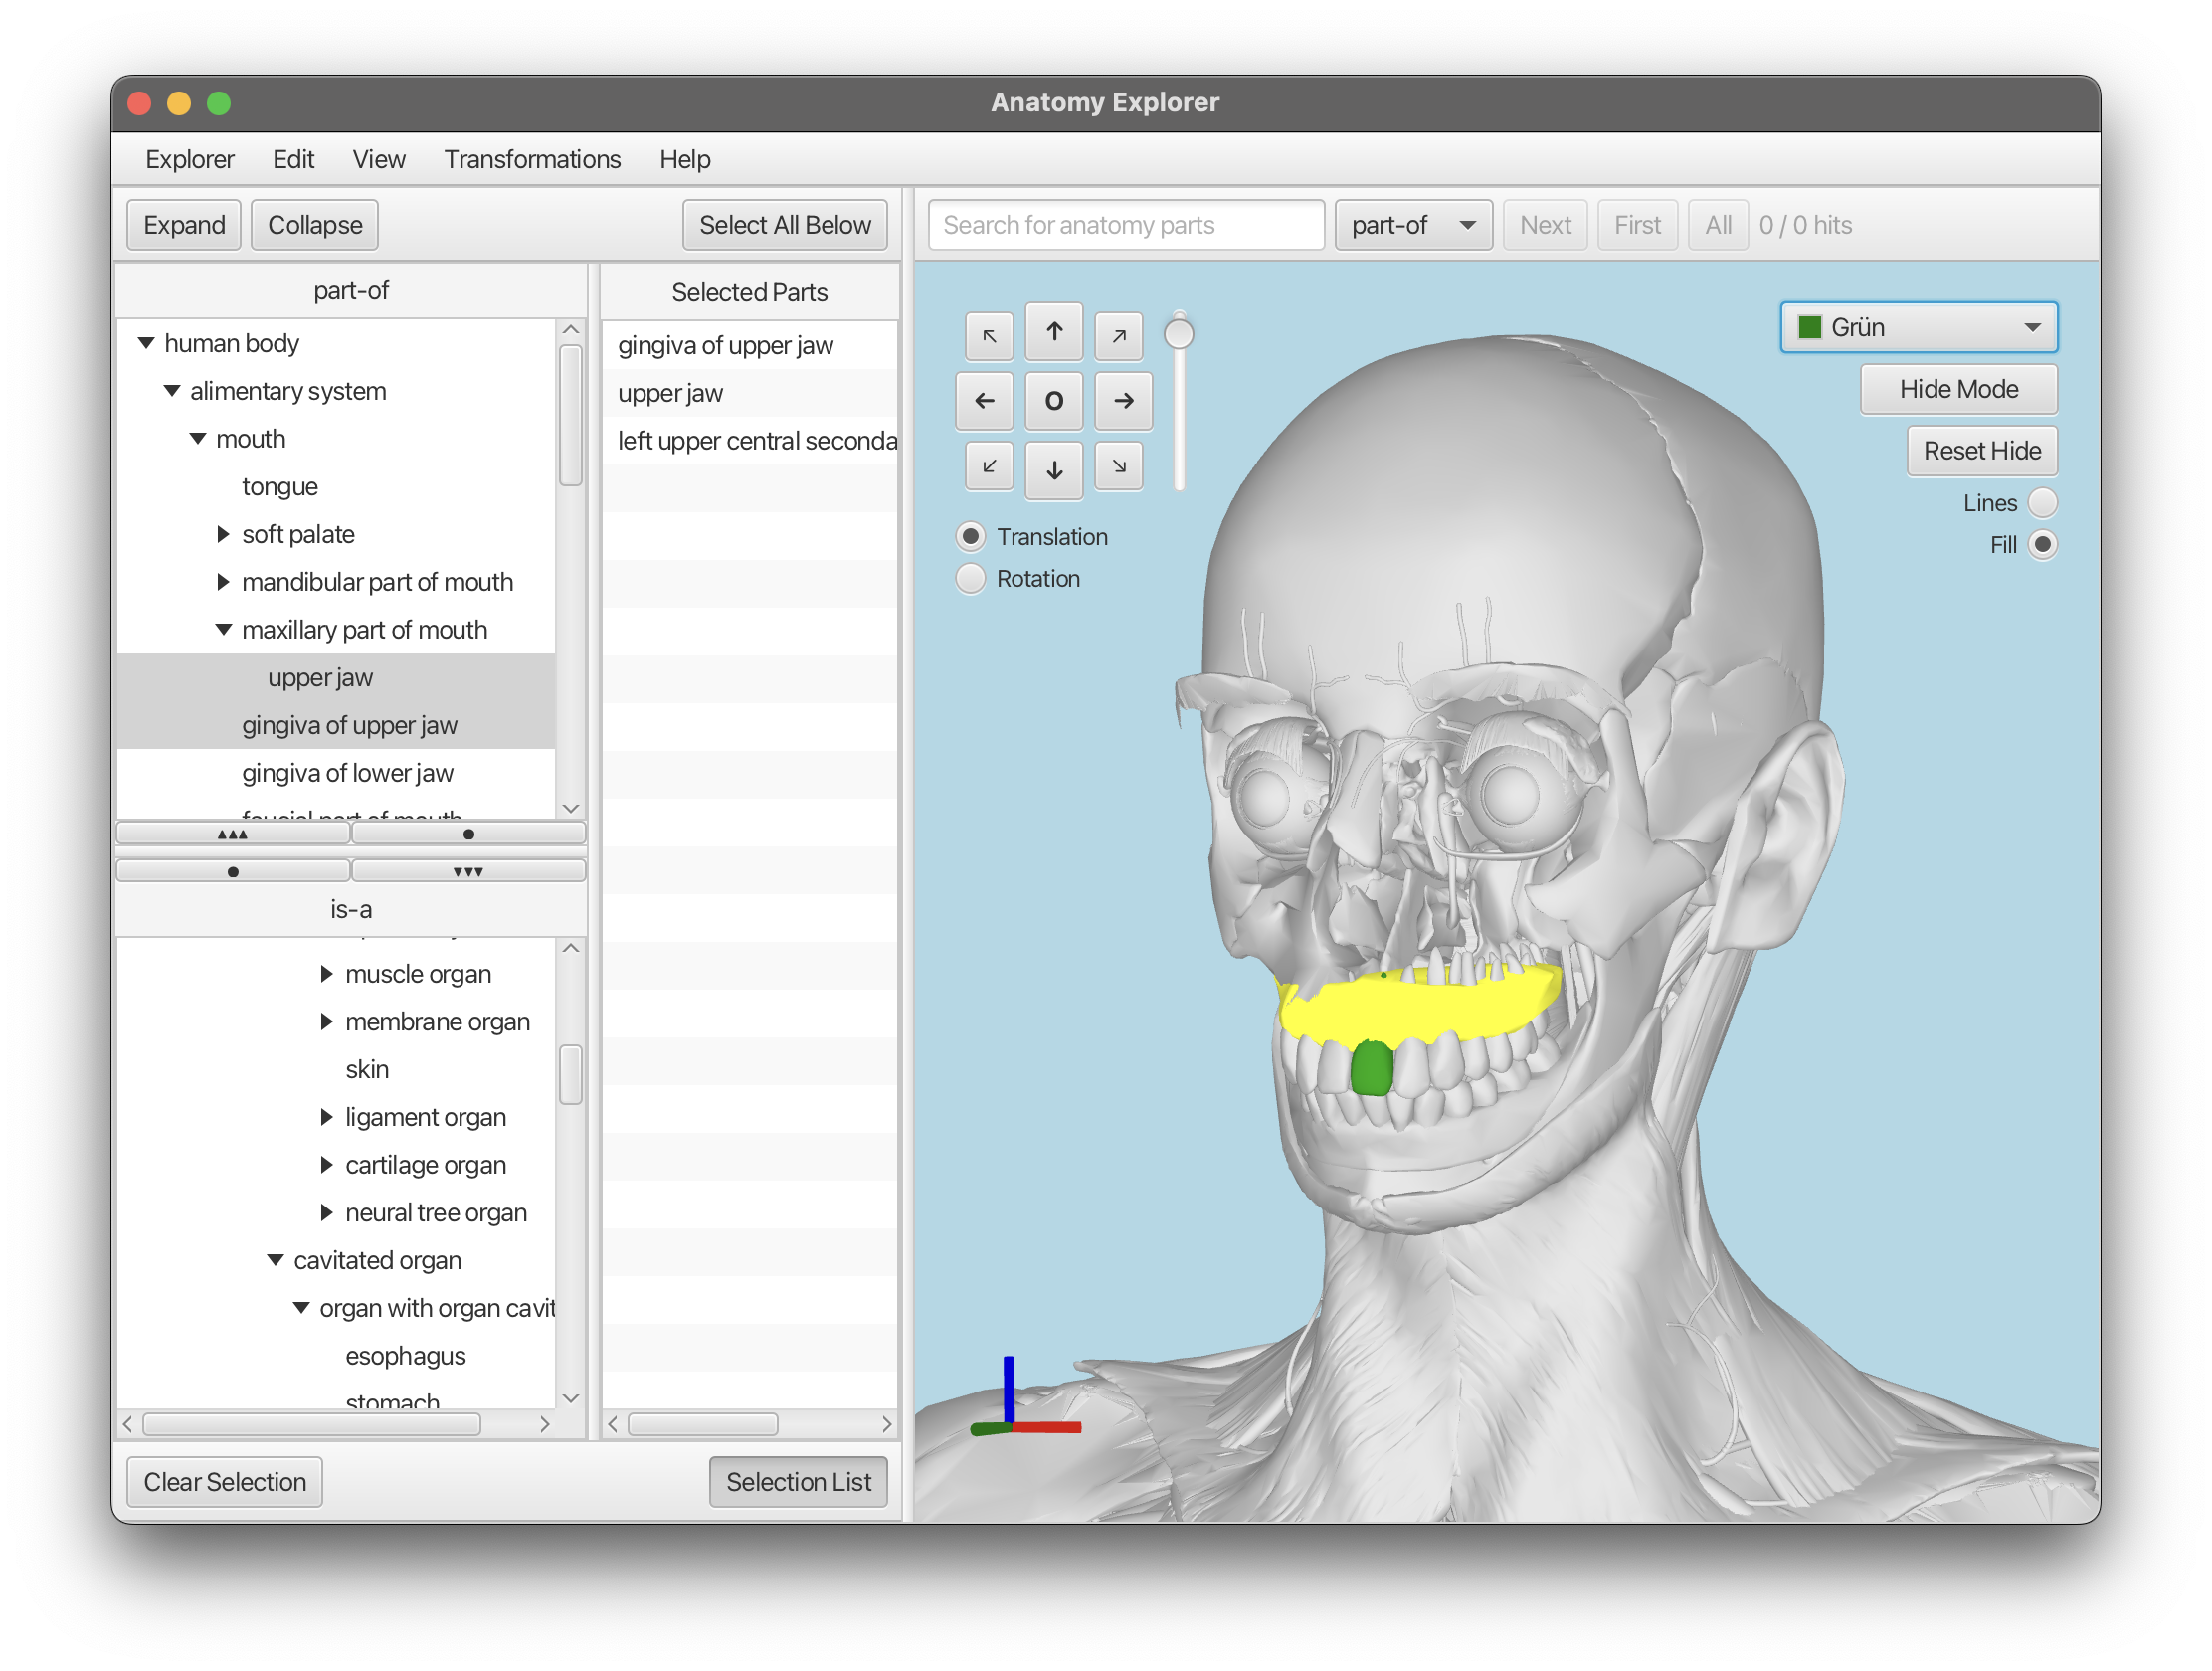 Anatomy Explorer
Explorer Edit View Transformations Help
Expand Collapse Select All Below
part-of
human body
alimentary system
mouth
tongue
soft palate
mandibular part of mouth
maxillary part of mouth
upper jaw
gingiva of upper jaw
gingiva of lower jaw
faucial part of mouth
is-a
muscle organ
membrane organ
skin
ligament organ
cartilage organ
neural tree organ
cavitated organ
organ with organ cavit
esophagus
stomach
Clear Selection
Selected Parts
gingiva of upper jaw
upper jaw
left upper central seconda
Selection List
Search for anatomy parts part-of Next First All 0 / 0 hits
O
Translation
Rotation
Grün
Hide Mode
Reset Hide
Lines
Fill